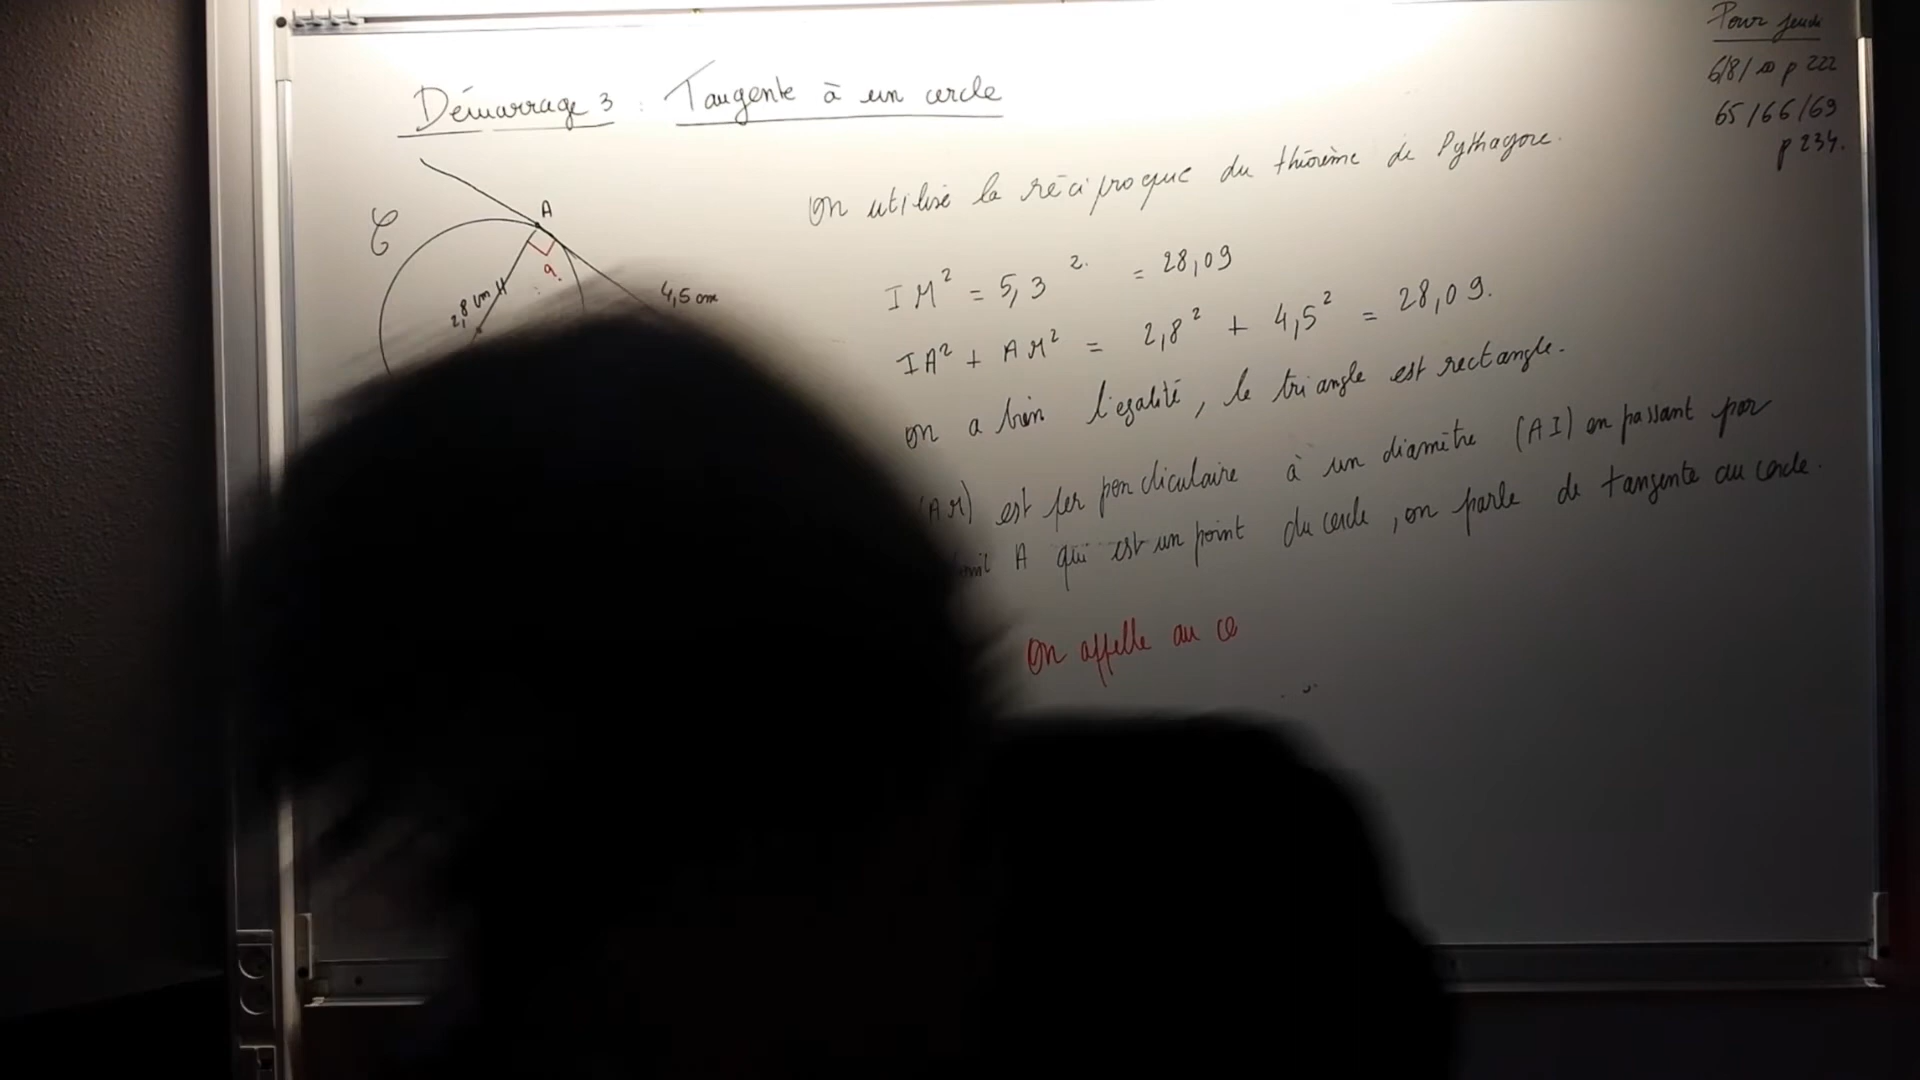 Démarrage 3 : Tangente à un cercle
Pour jeudi
6/8/10 p 222
65/66/69
p 234.
A
2,8 cm
4,5 cm
On utilise la réciproque du théorème de Pythagore.
IM² = 5,3² = 28,09
IA² + AM² = 2,8² + 4,5² = 28,09.
On a bien l'égalité, le triangle est rectangle.
(AM) est perpendiculaire à un diamètre (AI) en passant par
A qui est un point du cercle, on parle de tangente au cercle.
On appelle au ce